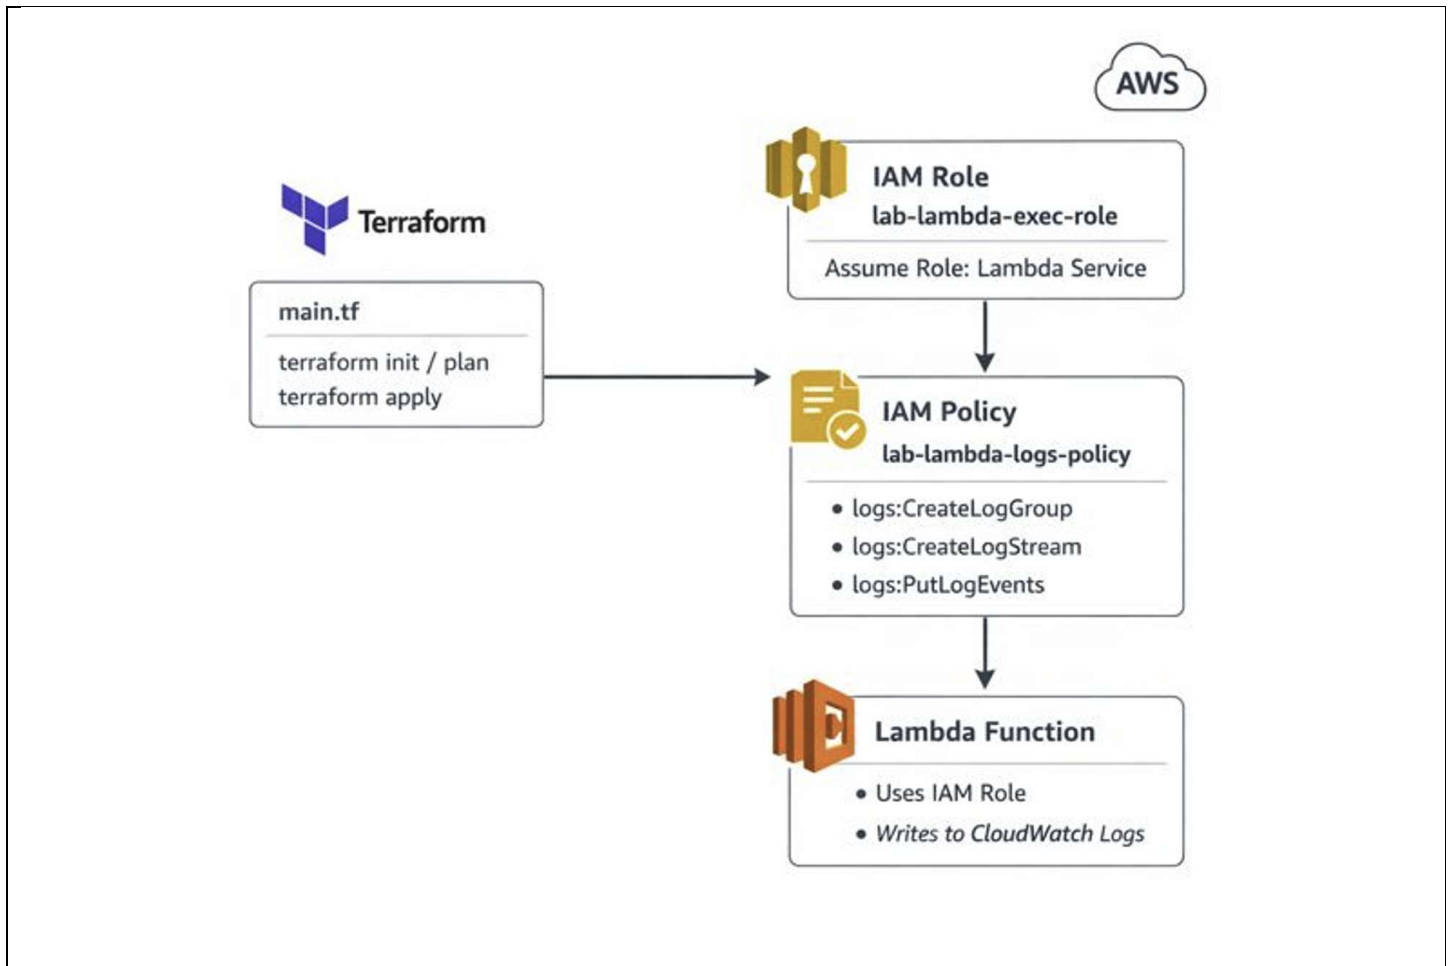 AWS
Terraform
main.tf
terraform init / plan
terraform apply
IAM Role
lab-lambda-exec-role
Assume Role: Lambda Service
IAM Policy
lab-lambda-logs-policy
• logs:CreateLogGroup
• logs:CreateLogStream
• logs:PutLogEvents
Lambda Function
• Uses IAM Role
• Writes to CloudWatch Logs